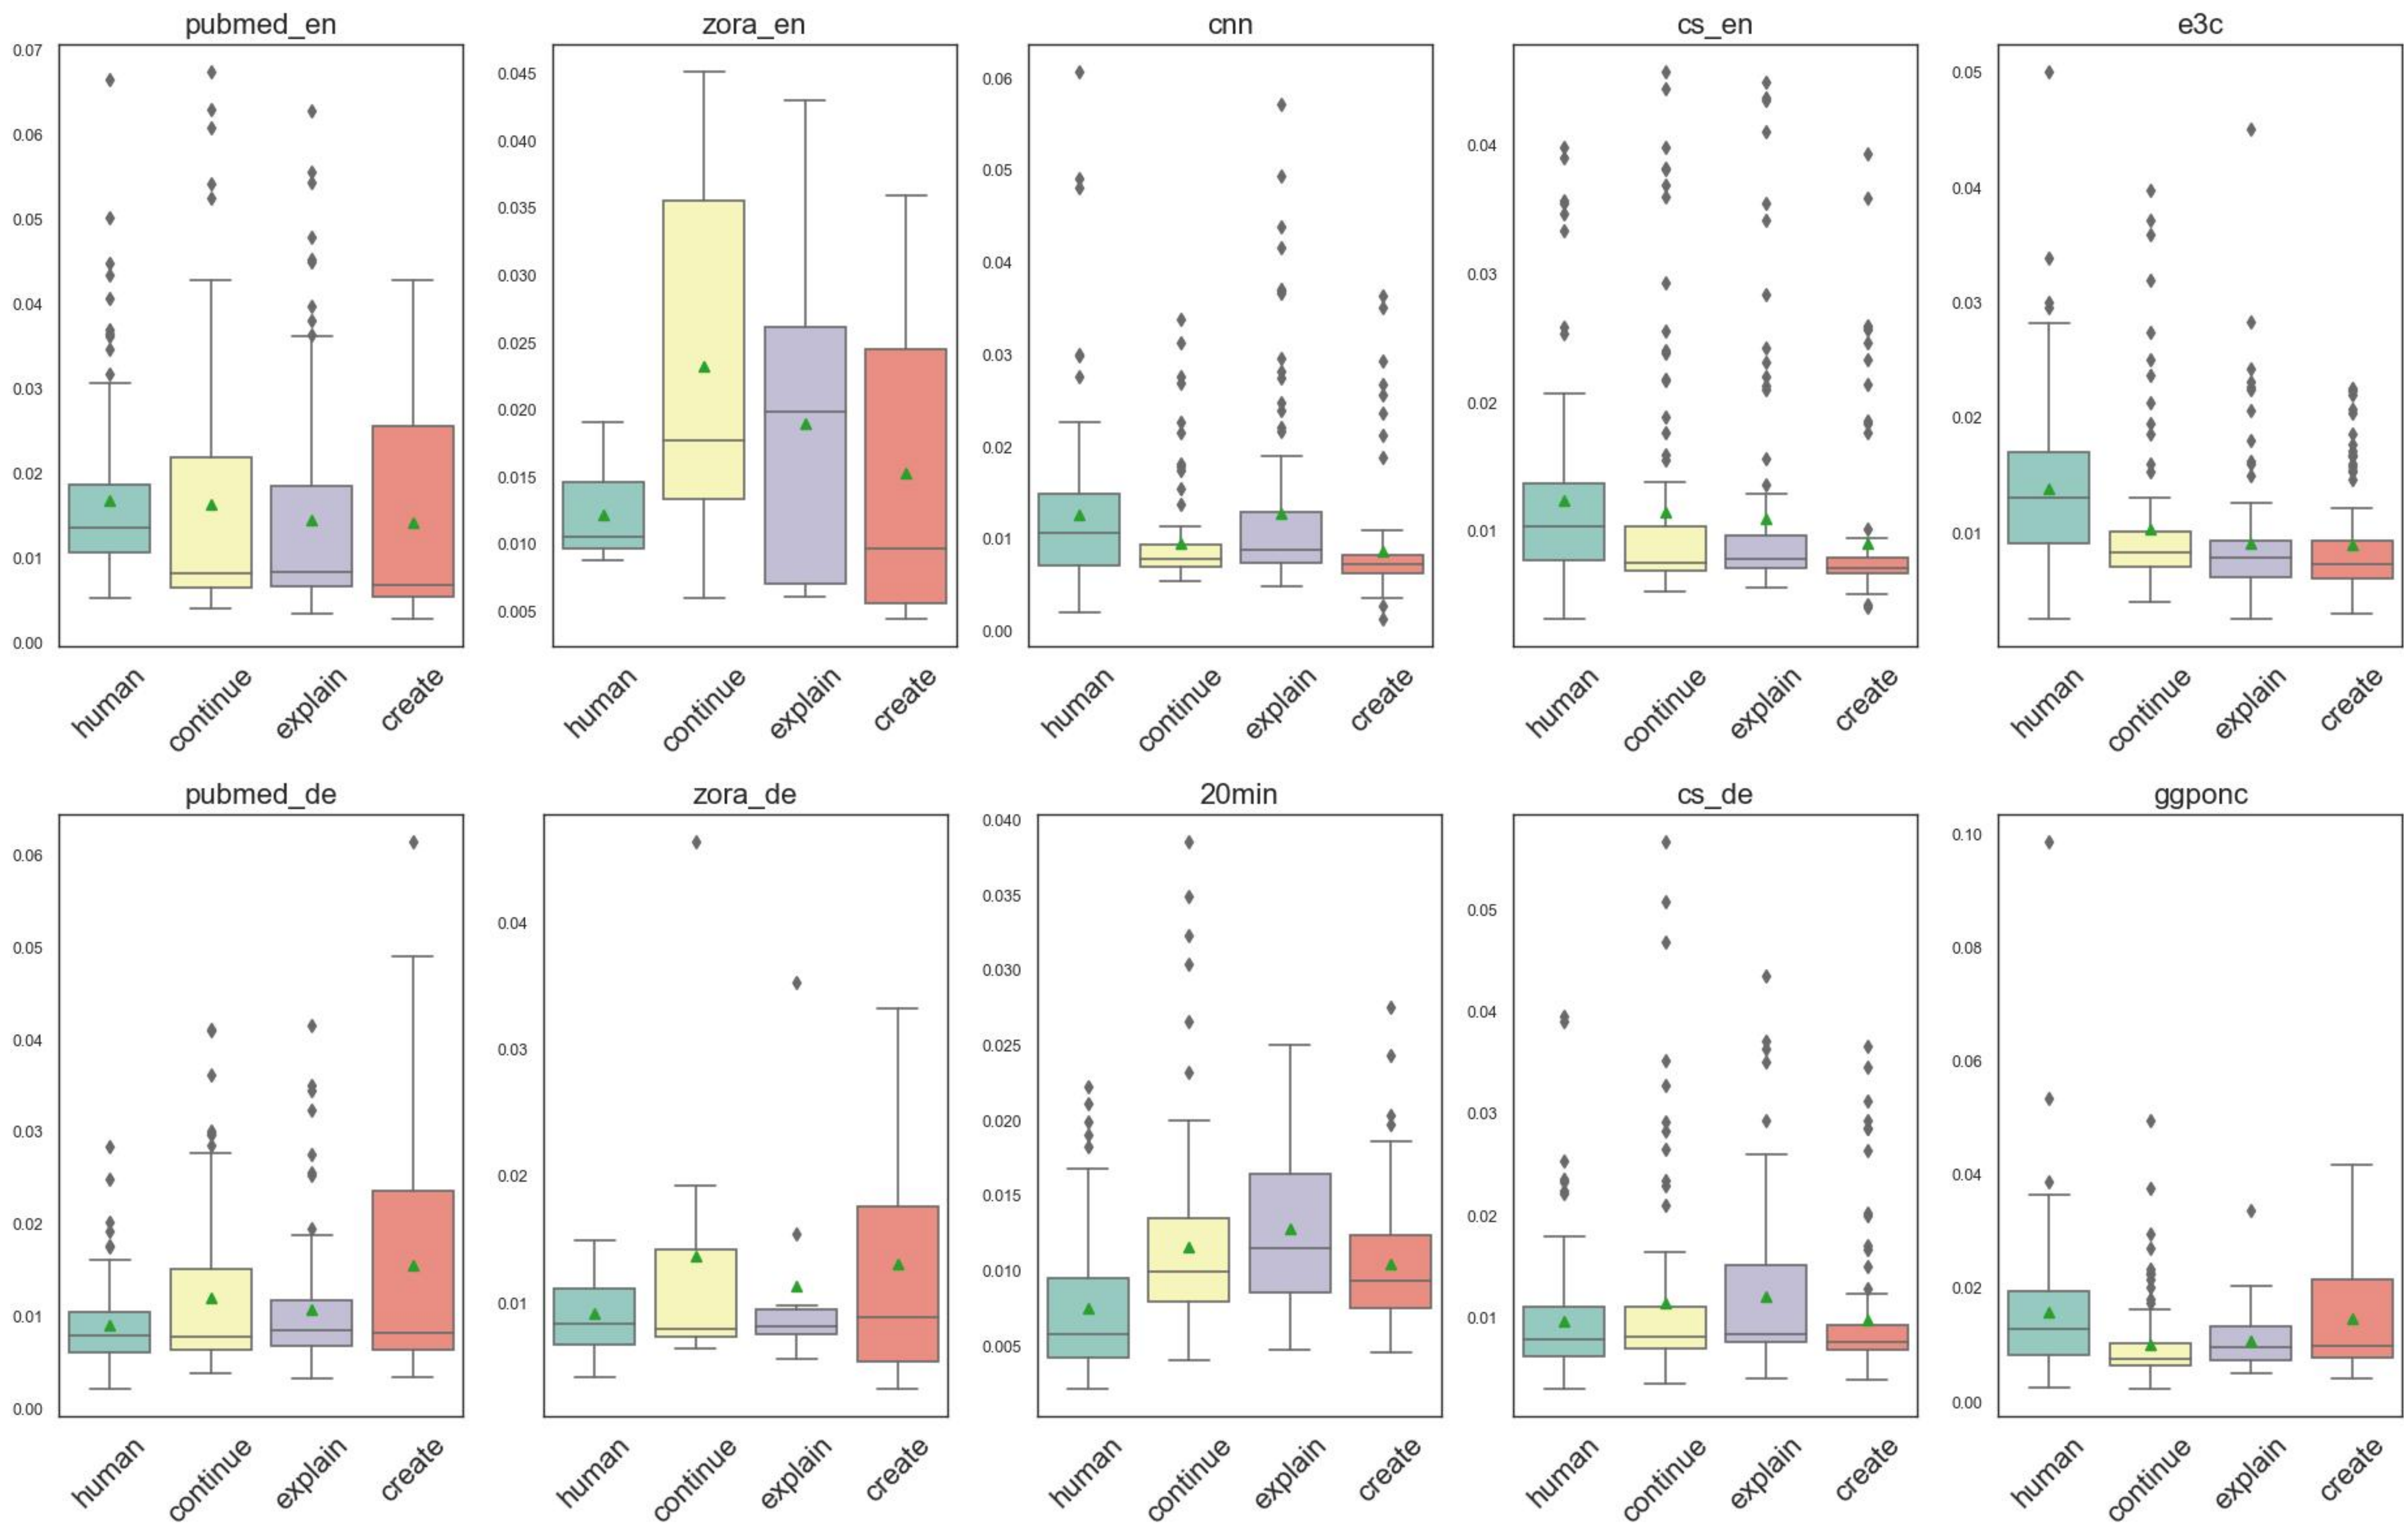 pubmed_en
0.07
0.06
0.05
0.04
0.03
0.02
0.01
0.00
human
continue
explain
create
zora_en
0.045
0.040
0.035
0.030
0.025
0.020
0.015
0.010
0.005
human
continue
explain
create
cnn
0.06
0.05
0.04
0.03
0.02
0.01
0.00
human
continue
explain
create
cs_en
0.04
0.03
0.02
0.01
human
continue
explain
create
e3c
0.05
0.04
0.03
0.02
0.01
human
continue
explain
create
pubmed_de
0.06
0.05
0.04
0.03
0.02
0.01
0.00
human
continue
explain
create
zora_de
0.04
0.03
0.02
0.01
human
continue
explain
create
20min
0.040
0.035
0.030
0.025
0.020
0.015
0.010
0.005
human
continue
explain
create
cs_de
0.05
0.04
0.03
0.02
0.01
human
continue
explain
create
ggponc
0.10
0.08
0.06
0.04
0.02
0.00
human
continue
explain
create